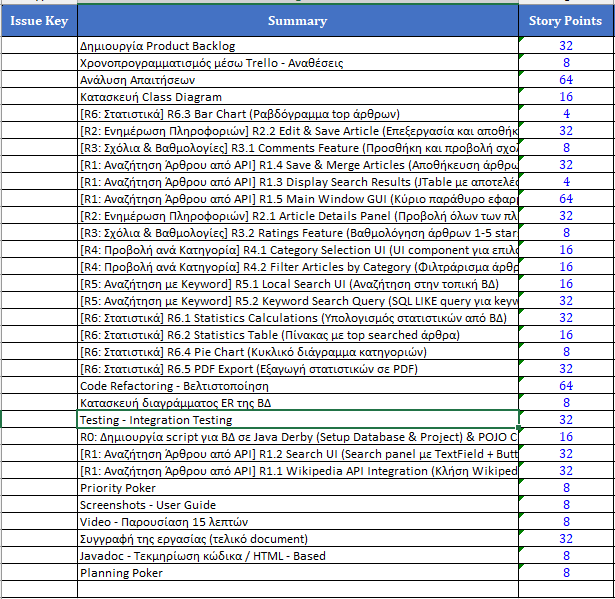 Issue Key Summary Story Points
Δημιουργία Product Backlog 32
Χρονοπρογραμματισμός μέσω Trello - Αναθέσεις 8
Ανάλυση Απαιτήσεων 64
Κατασκευή Class Diagram 16
[R6: Στατιστικά] R6.3 Bar Chart (Ραβδόγραμμα top άρθρων) 4
[R2: Ενημέρωση Πληροφοριών] R2.2 Edit & Save Article (Επεξεργασία και αποθήκ 32
[R3: Σχόλια & Βαθμολογίες] R3.1 Comments Feature (Προσθήκη και προβολή σχο 8
[R1: Αναζήτηση Άρθρου από API] R1.4 Save & Merge Articles (Αποθήκευση άρθρω 32
[R1: Αναζήτηση Άρθρου από API] R1.3 Display Search Results (JTable με αποτελέσ 4
[R1: Αναζήτηση Άρθρου από API] R1.5 Main Window GUI (Κύριο παράθυρο εφαρ 64
[R2: Ενημέρωση Πληροφοριών] R2.1 Article Details Panel (Προβολή όλων των πλ 32
[R3: Σχόλια & Βαθμολογίες] R3.2 Ratings Feature (Βαθμολόγηση άρθρων 1-5 star 8
[R4: Προβολή ανά Κατηγορία] R4.1 Category Selection UI (UI component για επιλο 16
[R4: Προβολή ανά Κατηγορία] R4.2 Filter Articles by Category (Φιλτράρισμα άρθρ 16
[R5: Αναζήτηση με Keyword] R5.1 Local Search UI (Αναζήτηση στην τοπική ΒΔ) 16
[R5: Αναζήτηση με Keyword] R5.2 Keyword Search Query (SQL LIKE query για keyw 32
[R6: Στατιστικά] R6.1 Statistics Calculations (Υπολογισμός στατιστικών από ΒΔ) 32
[R6: Στατιστικά] R6.2 Statistics Table (Πίνακας με top searched άρθρα) 16
[R6: Στατιστικά] R6.4 Pie Chart (Κυκλικό διάγραμμα κατηγοριών) 8
[R6: Στατιστικά] R6.5 PDF Export (Εξαγωγή στατιστικών σε PDF) 32
Code Refactoring - Βελτιστοποίηση 64
Κατασκευή διαγράμματος ER της ΒΔ 8
Testing - Integration Testing 32
R0: Δημιουργία script για ΒΔ σε Java Derby (Setup Database & Project) & POJO C 16
[R1: Αναζήτηση Άρθρου από API] R1.2 Search UI (Search panel με TextField + Butt 32
[R1: Αναζήτηση Άρθρου από API] R1.1 Wikipedia API Integration (Κλήση Wikiped 32
Priority Poker 8
Screenshots - User Guide 8
Video - Παρουσίαση 15 λεπτών 8
Συγγραφή της εργασίας (τελικό document) 32
Javadoc - Τεκμηρίωση κώδικα / HTML - Based 8
Planning Poker 8